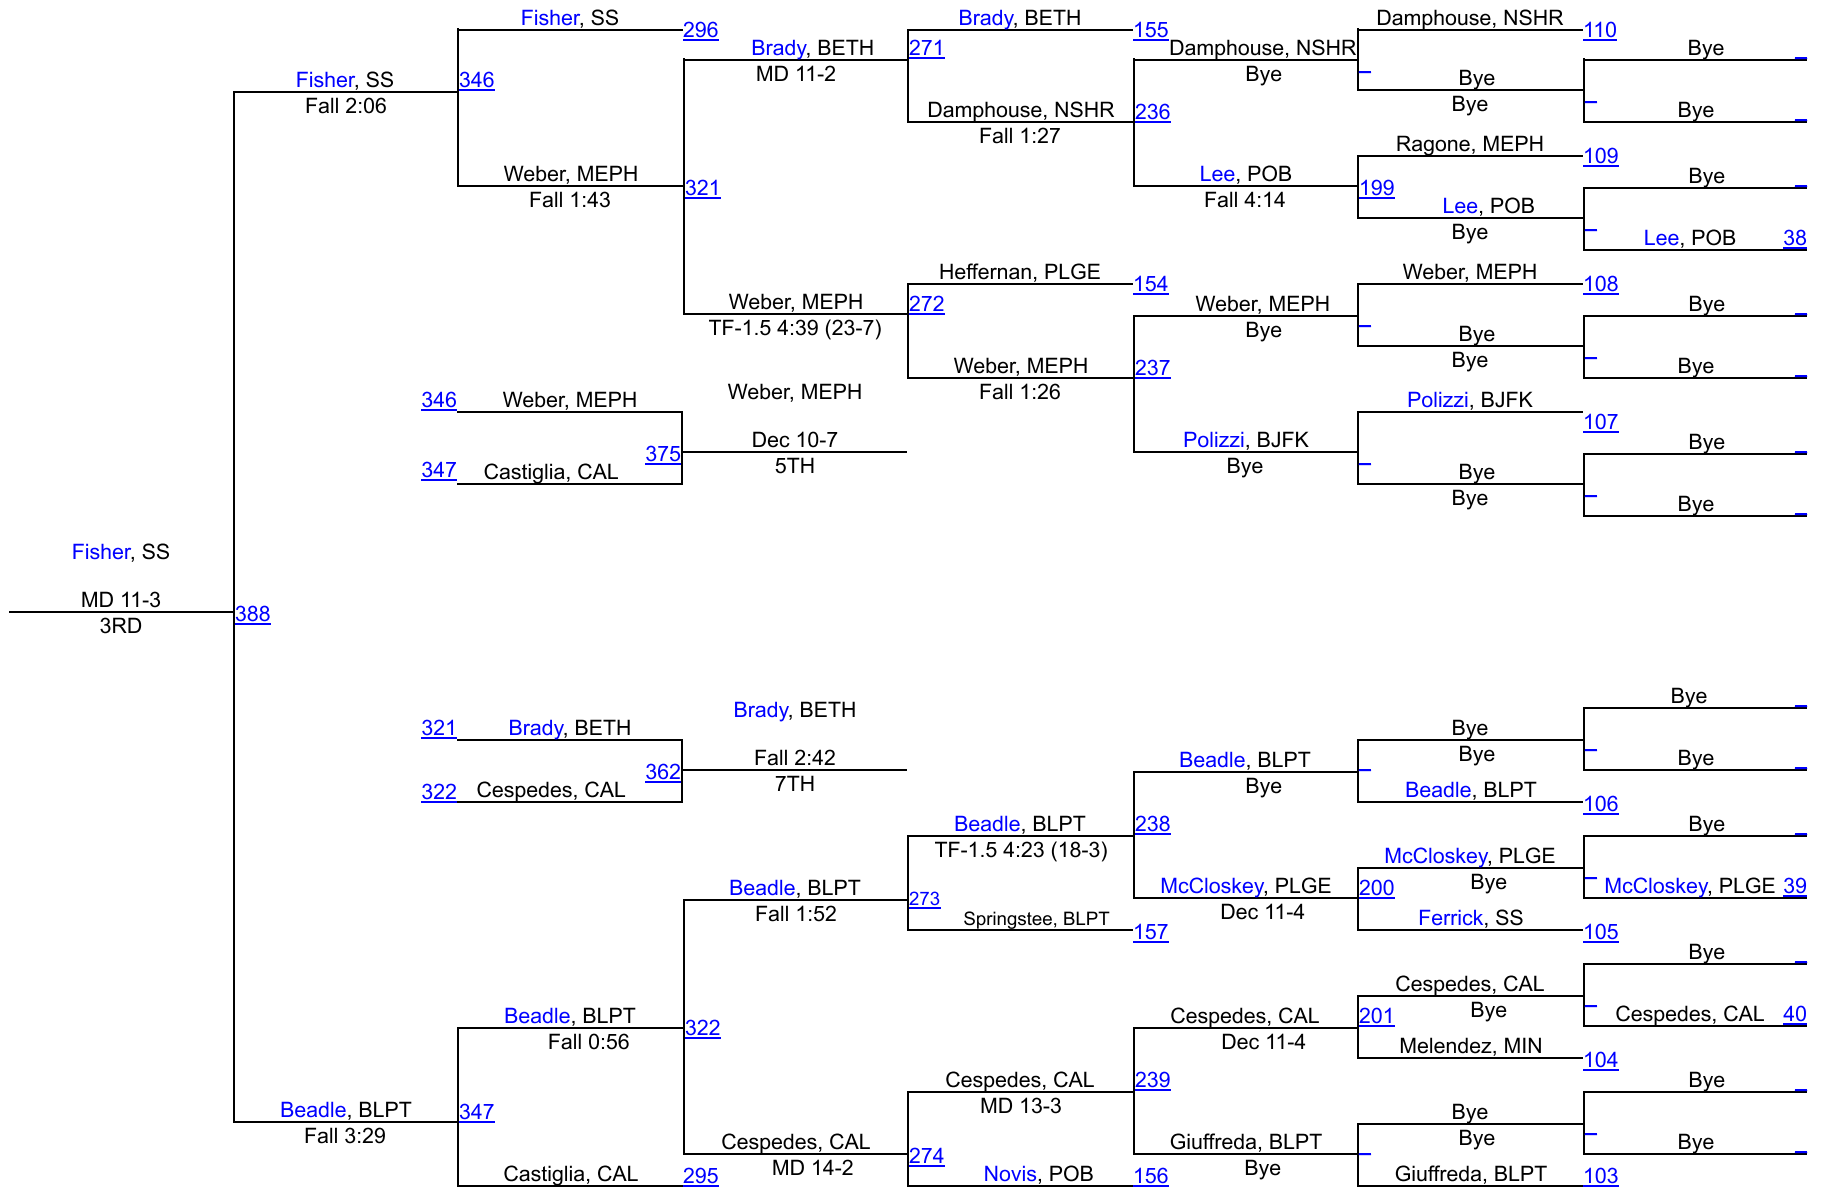 Fisher, SS
296
Brady, BETH
155
Damphouse, NSHR
110
Brady, BETH
271
Damphouse, NSHR
Bye
MD 11-2
Bye
Bye
Fisher, SS
346
Fall 2:06
Bye
Damphouse, NSHR
236
Bye
Fall 1:27
Ragone, MEPH
109
Weber, MEPH
321
Lee, POB
199
Bye
Fall 1:43
Fall 4:14
Lee, POB
Bye
Lee, POB
38
Heffernan, PLGE
154
Weber, MEPH
108
Weber, MEPH
272
Weber, MEPH
Bye
TF-1.5 4:39 (23-7)
Bye
Bye
Bye
Weber, MEPH
237
Bye
Fall 1:26
346
Weber, MEPH
Weber, MEPH
Polizzi, BJFK
107
Dec 10-7
Polizzi, BJFK
Bye
375
5TH
Bye
347
Castiglia, CAL
Bye
Bye
Bye
Fisher, SS
MD 11-3
388
3RD
Bye
321
Brady, BETH
Brady, BETH
Bye
Bye
Fall 2:42
Beadle, BLPT
Bye
362
7TH
Bye
322
Cespedes, CAL
Beadle, BLPT
106
Beadle, BLPT
238
Bye
TF-1.5 4:23 (18-3)
McCloskey, PLGE
Bye
Beadle, BLPT
273
McCloskey, PLGE
200
McCloskey, PLGE
39
Fall 1:52
Dec 11-4
Springstee, BLPT
157
Ferrick, SS
105
Bye
Cespedes, CAL
Bye
Beadle, BLPT
322
Cespedes, CAL
201
Cespedes, CAL
40
Fall 0:56
Dec 11-4
Melendez, MIN
104
Cespedes, CAL
239
Bye
MD 13-3
Beadle, BLPT
347
Bye
Bye
Fall 3:29
Cespedes, CAL
274
Giuffreda, BLPT
Bye
MD 14-2
Bye
Castiglia, CAL
295
Novis, POB
156
Giuffreda, BLPT
103